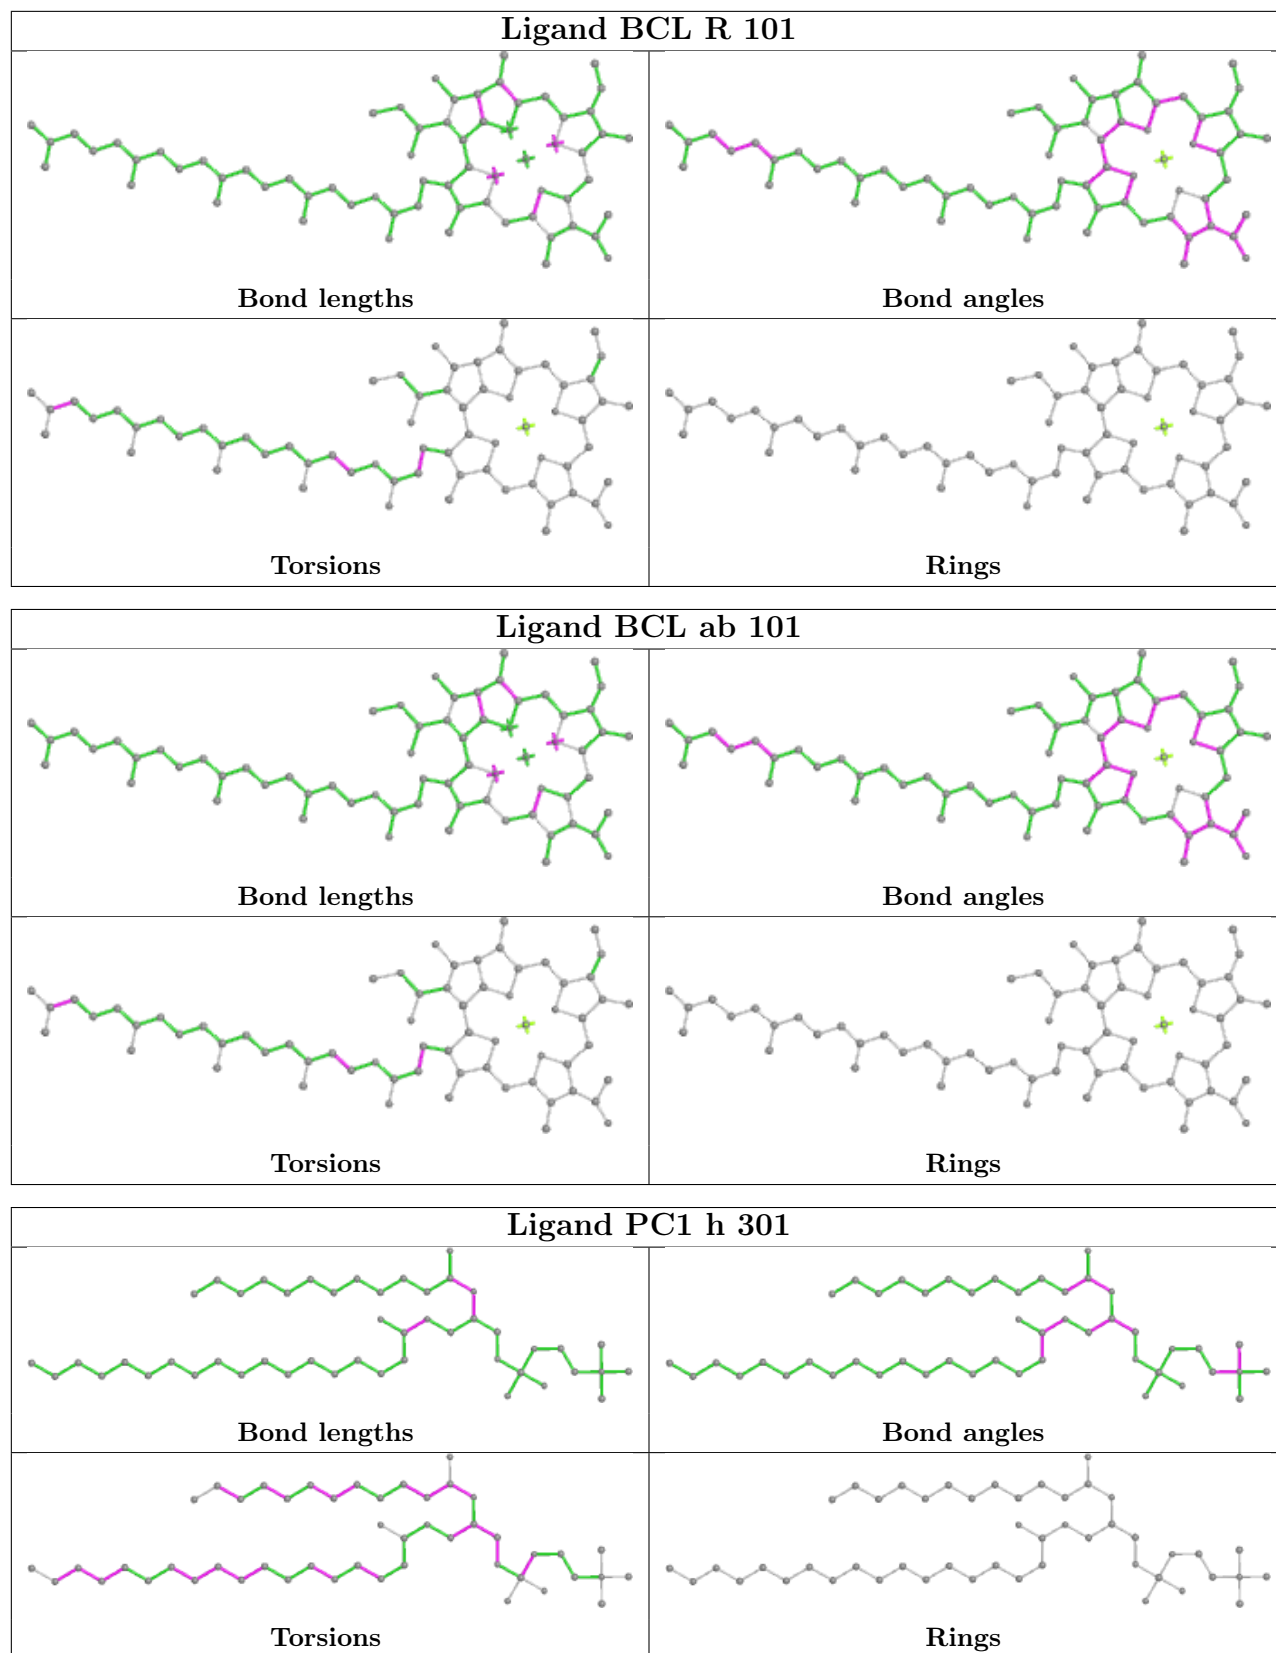 Ligand BCL R 101
Bond lengths
Bond angles
Torsions
Rings
Ligand BCL ab 101
Bond lengths
Bond angles
Torsions
Rings
Ligand PC1 h 301
Bond lengths
Bond angles
Torsions
Rings